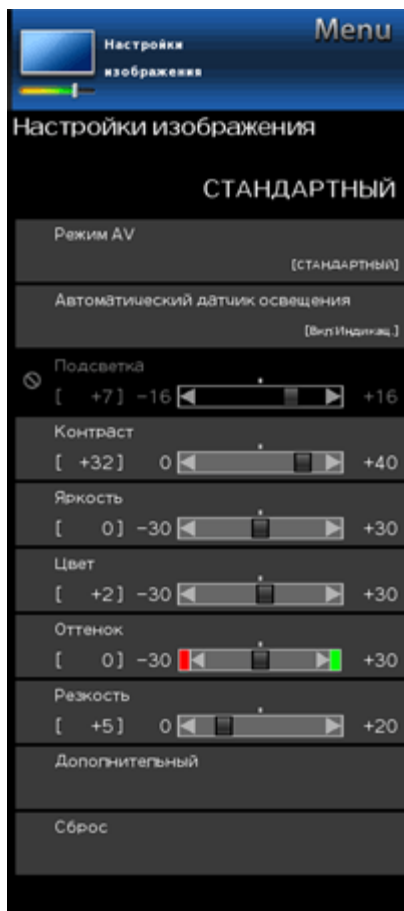 Menu
Настройки
изображения
Настройки изображения
СТАНДАРТНЫЙ
Режим AV
[СТАНДАРТНЫЙ]
Автоматический датчик освещения
[Вкл:Индикац.]
Подсветка
[ +7] -16 +16
Контраст
[ +32] 0 +40
Яркость
[ 0] -30 +30
Цвет
[ +2] -30 +30
Оттенок
[ 0] -30 +30
Резкость
[ +5] 0 +20
Дополнительный
Сброс